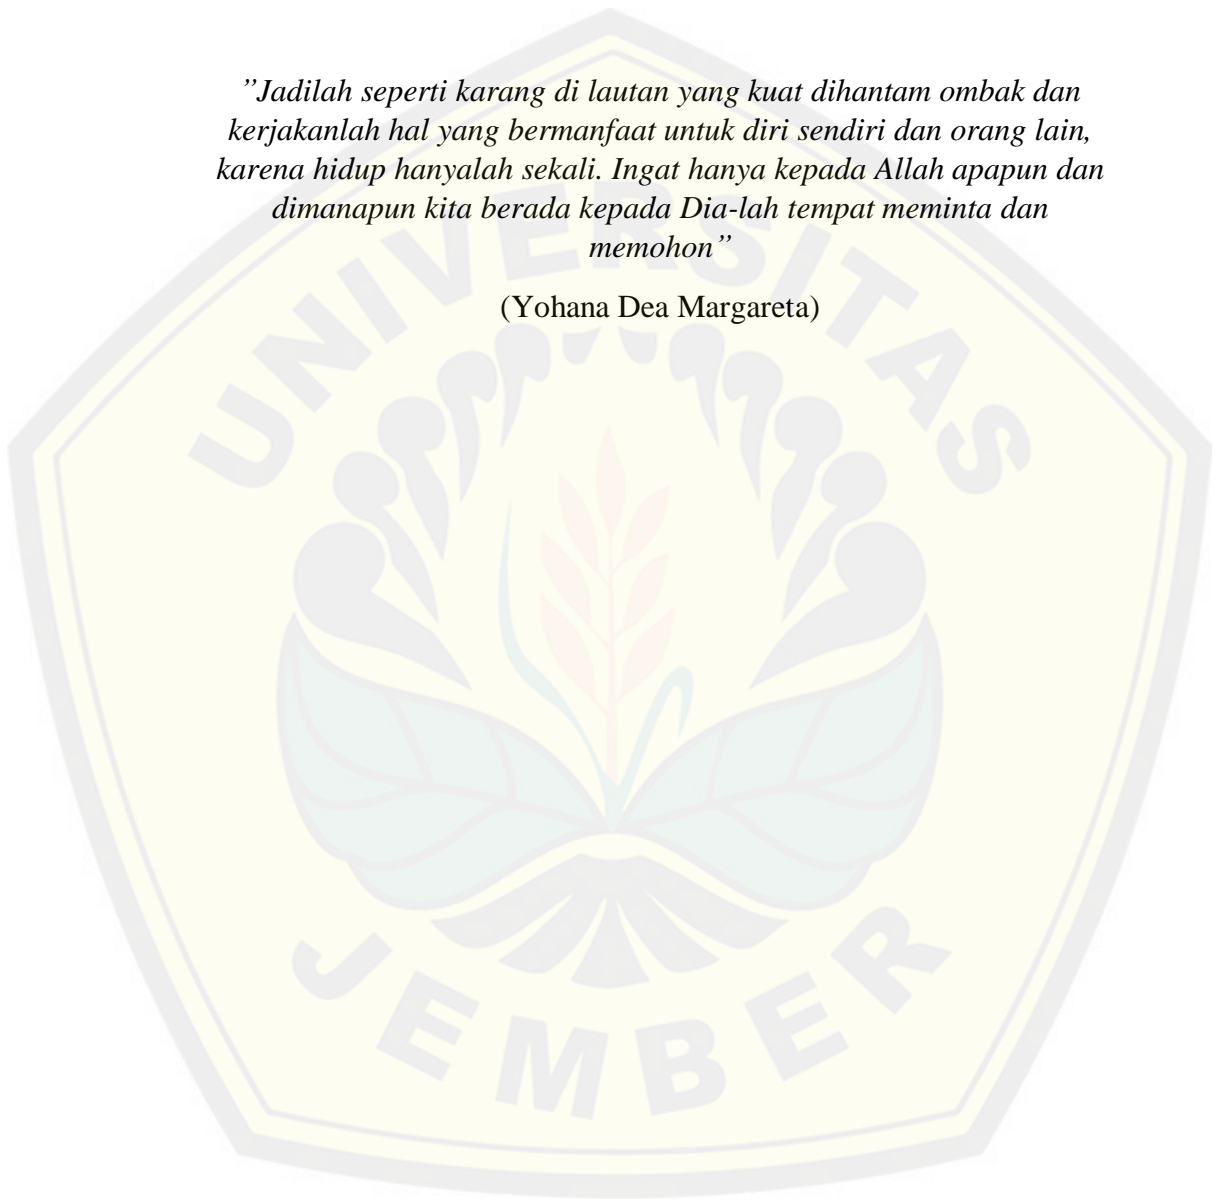 ”Jadilah seperti karang di lautan yang kuat dihantam ombak dan
kerjakanlah hal yang bermanfaat untuk diri sendiri dan orang lain,
karena hidup hanyalah sekali. Ingat hanya kepada Allah apapun dan
dimanapun kita berada kepada Dia-lah tempat meminta dan
memohon”
(Yohana Dea Margareta)
UNIVERSITAS
JEMBER